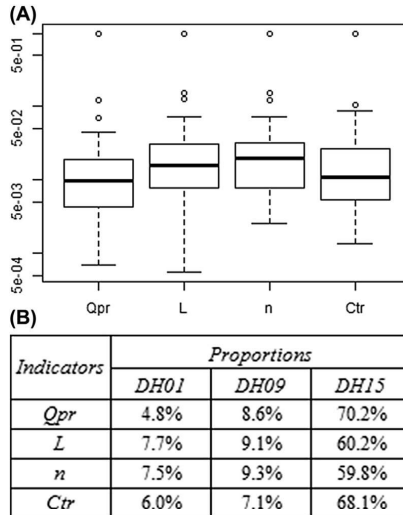 (A)
5e-01
5e-02
5e-03
5e-04
Qpr L n Ctr
(B)
Indicators Proportions
DH01 DH09 DH15
Qpr 4.8% 8.6% 70.2%
L 7.7% 9.1% 60.2%
n 7.5% 9.3% 59.8%
Ctr 6.0% 7.1% 68.1%